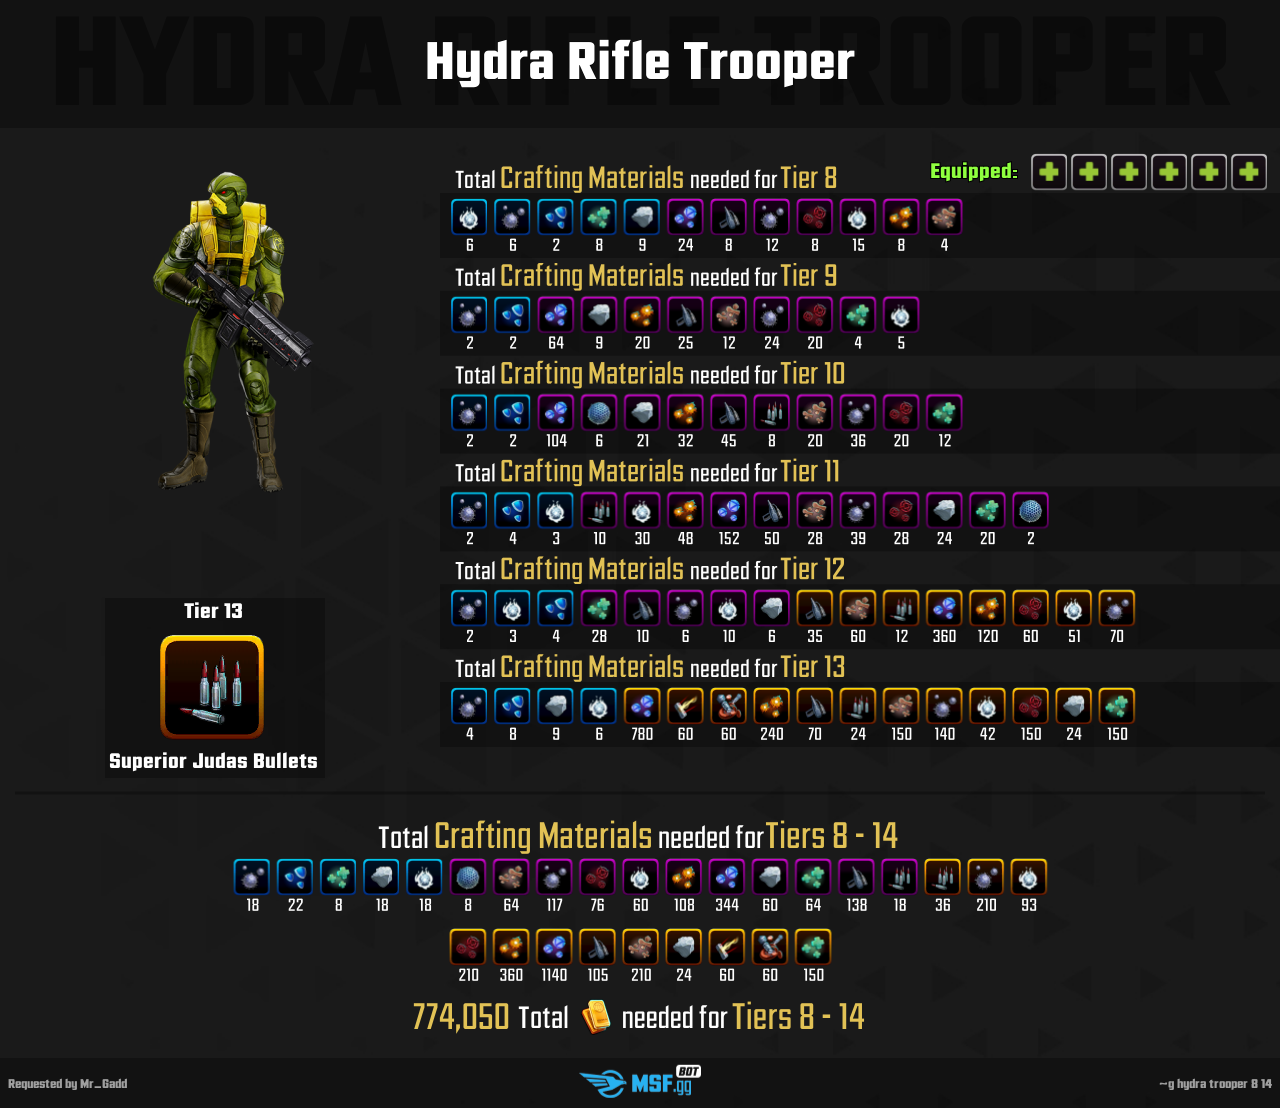 HYDRA RIFLE TROOPER
Hydra Rifle Trooper
Equipped:
Total Crafting Materials needed for Tier 8
6 6 2 8 9 24 8 12 8 15 8 4
Total Crafting Materials needed for Tier 9
2 2 64 9 20 25 12 24 20 4 5
Total Crafting Materials needed for Tier 10
2 2 104 6 21 32 45 8 20 36 20 12
Total Crafting Materials needed for Tier 11
2 4 3 10 30 48 152 50 28 39 28 24 20 2
Total Crafting Materials needed for Tier 12
2 3 4 28 10 6 10 6 35 60 12 360 120 60 51 70
Total Crafting Materials needed for Tier 13
4 8 9 6 780 60 60 240 70 24 150 140 42 150 24 150
Tier 13
Superior Judas Bullets
Total Crafting Materials needed for Tiers 8 - 14
18 22 8 18 18 8 64 117 76 60 108 344 60 64 138 18 36 210 93
210 360 1140 105 210 24 60 60 150
774,050 Total needed for Tiers 8 - 14
Requested by Mr_Gadd
MSF.gg BOT
~g hydra trooper 8 14